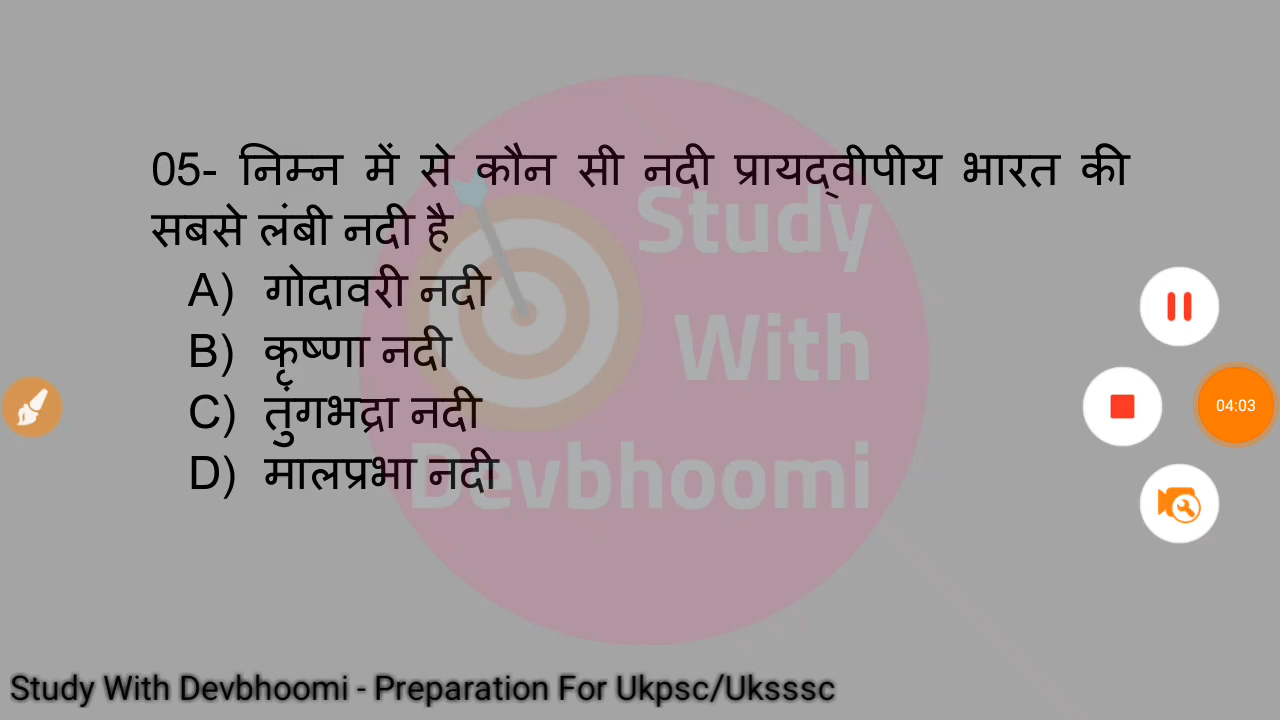 05- निम्न में से कौन सी नदी प्रायद्वीपीय भारत की
सबसे लंबी नदी है
A) गोदावरी नदी
B) कृष्णा नदी
C) तुंगभद्रा नदी
D) मालप्रभा नदी
Study
With
Devbhoomi
04:03
Study With Devbhoomi - Preparation For Ukpsc/Uksssc